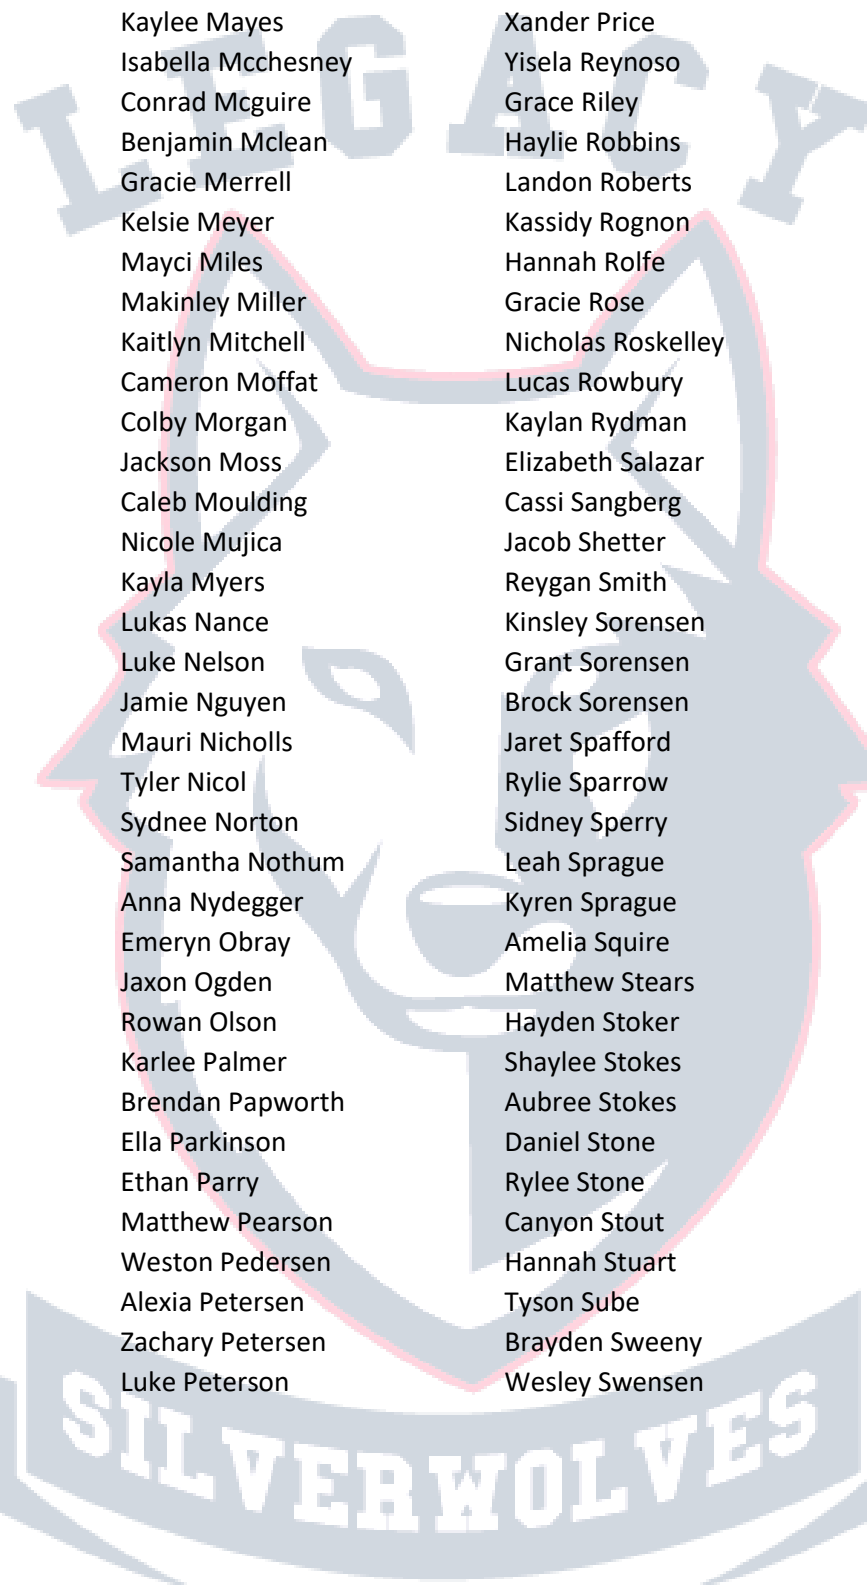 LEGACY
Kaylee Mayes
Isabella Mcchesney
Conrad Mcguire
Benjamin Mclean
Gracie Merrell
Kelsie Meyer
Mayci Miles
Makinley Miller
Kaitlyn Mitchell
Cameron Moffat
Colby Morgan
Jackson Moss
Caleb Moulding
Nicole Mujica
Kayla Myers
Lukas Nance
Luke Nelson
Jamie Nguyen
Mauri Nicholls
Tyler Nicol
Sydnee Norton
Samantha Nothum
Anna Nydegger
Emeryn Obray
Jaxon Ogden
Rowan Olson
Karlee Palmer
Brendan Papworth
Ella Parkinson
Ethan Parry
Matthew Pearson
Weston Pedersen
Alexia Petersen
Zachary Petersen
Luke Peterson
Xander Price
Yisela Reynoso
Grace Riley
Haylie Robbins
Landon Roberts
Kassidy Rognon
Hannah Rolfe
Gracie Rose
Nicholas Roskelley
Lucas Rowbury
Kaylan Rydman
Elizabeth Salazar
Cassi Sangberg
Jacob Shetter
Reygan Smith
Kinsley Sorensen
Grant Sorensen
Brock Sorensen
Jaret Spafford
Rylie Sparrow
Sidney Sperry
Leah Sprague
Kyren Sprague
Amelia Squire
Matthew Stears
Hayden Stoker
Shaylee Stokes
Aubree Stokes
Daniel Stone
Rylee Stone
Canyon Stout
Hannah Stuart
Tyson Sube
Brayden Sweeny
Wesley Swensen
SILVERWOLVES